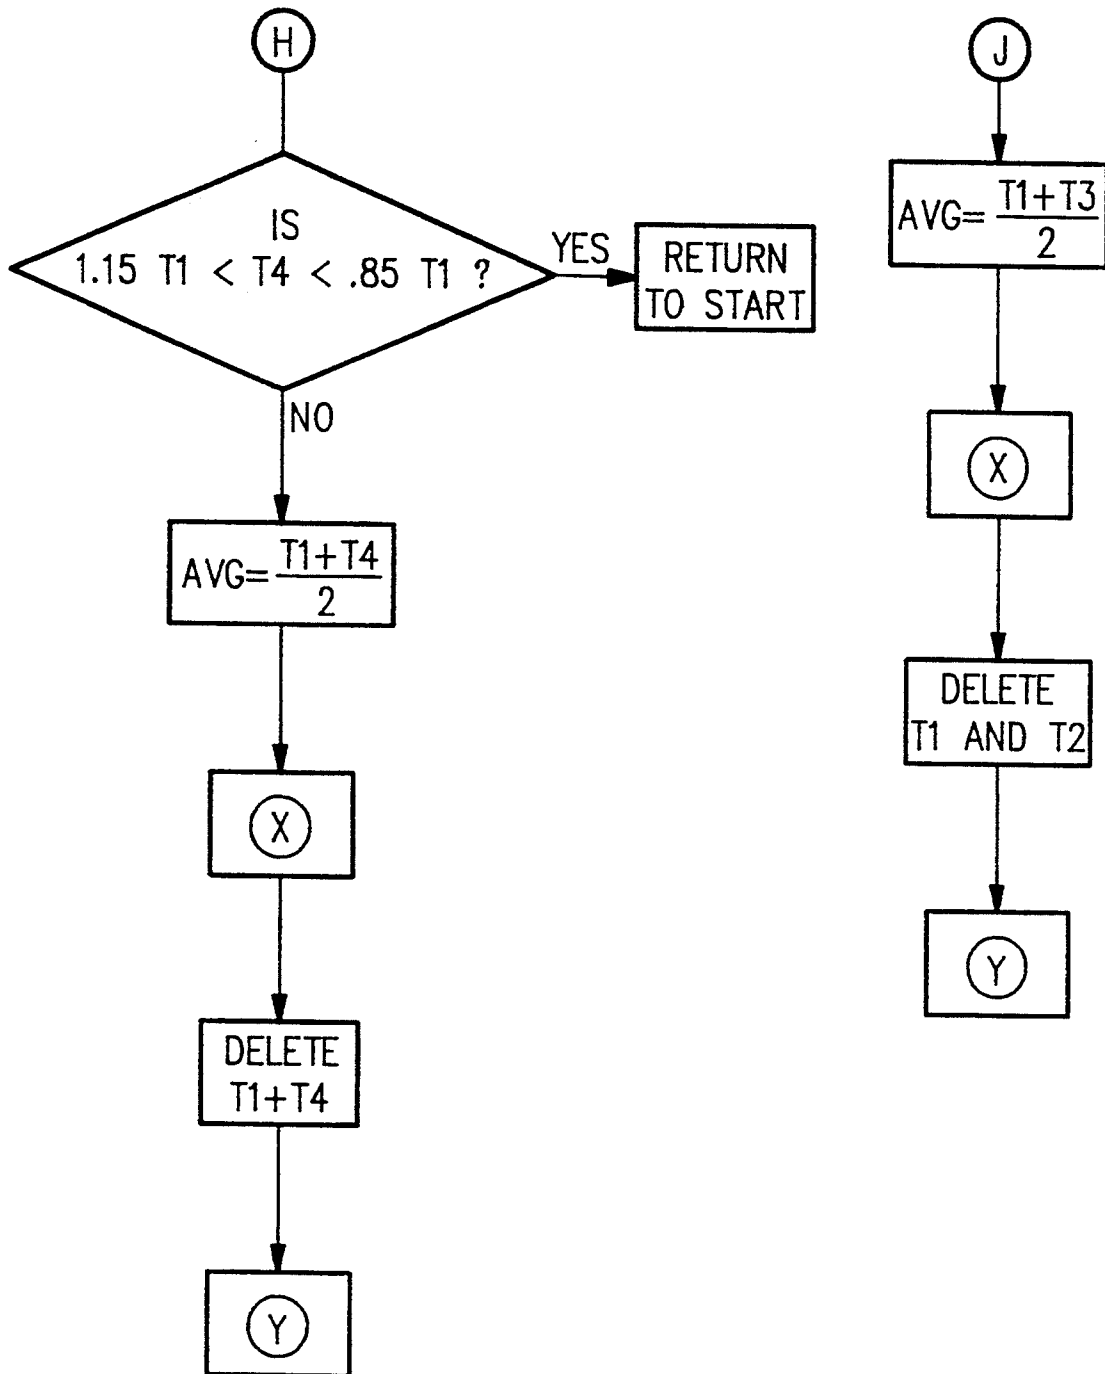 H
IS
1.15 T1 < T4 < .85 T1 ?
YES
RETURN
TO START
NO
AVG= T1+T4
2
X
DELETE
T1+T4
Y
J
AVG= T1+T3
2
X
DELETE
T1 AND T2
Y